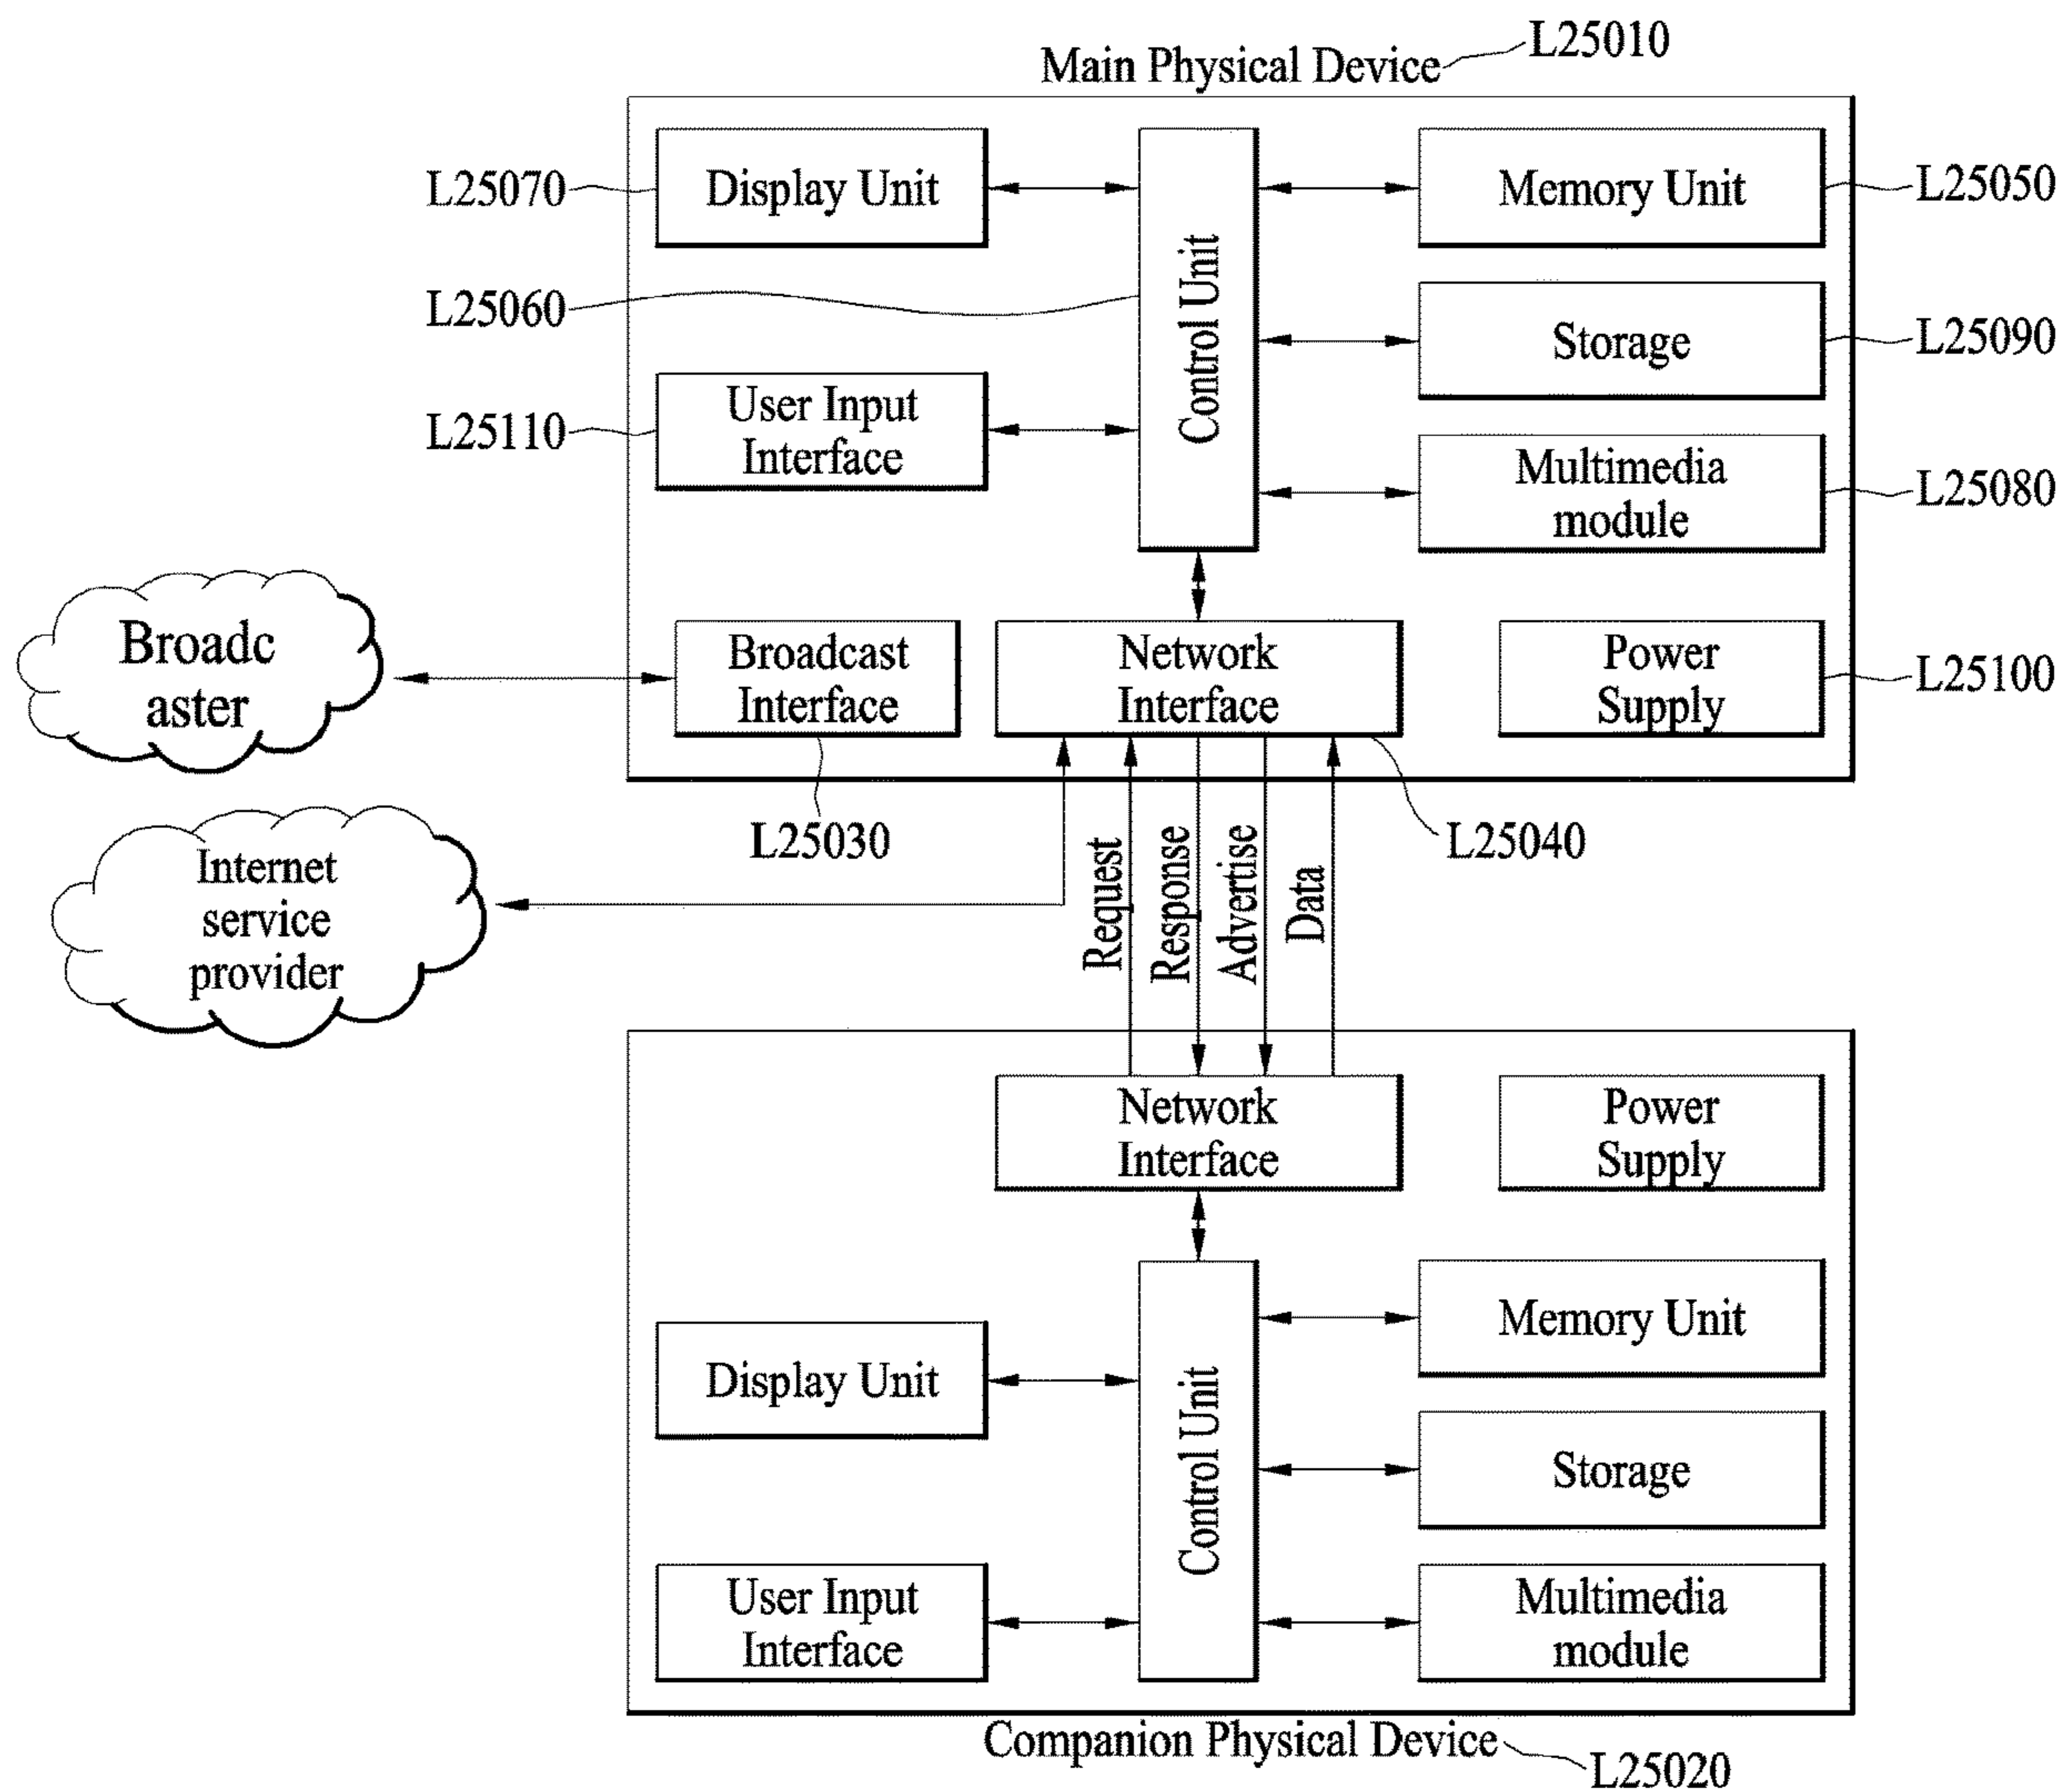 L25010
Main Physical Device
L25070
Display Unit
Memory Unit
L25050
L25060
Control Unit
Storage
L25090
L25110
User Input
Interface
Multimedia
module
L25080
Broadc
aster
Broadcast
Interface
Network
Interface
Power
Supply
L25100
L25030
L25040
Internet
service
provider
Request
Response
Advertise
Data
Network
Interface
Power
Supply
Display Unit
Control Unit
Memory Unit
Storage
User Input
Interface
Multimedia
module
Companion Physical Device
L25020